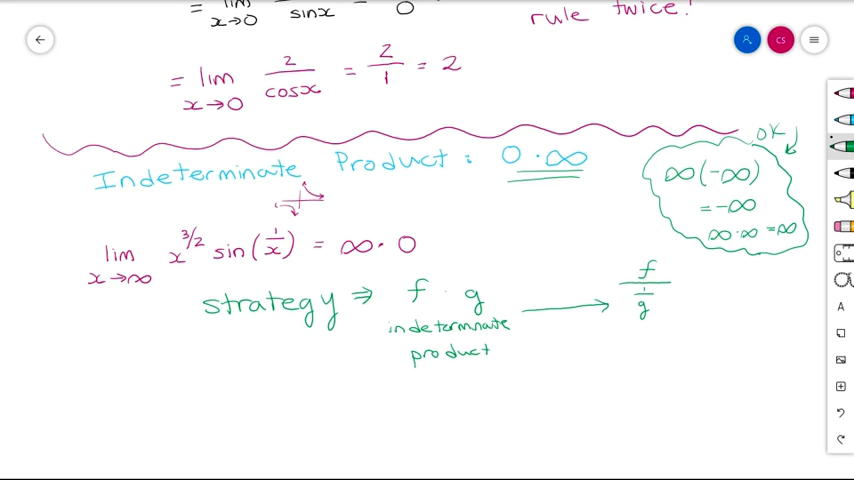 = lim x→0 / sinx = / 0
rule twice!
= lim x→0 2/cosx = 2/1 = 2
Indeterminate Product: 0·∞
OK
∞(-∞)
= -∞
∞·∞ = ∞
lim x→∞ x^3/2 sin(1/x) = ∞·0
strategy ⇒ f · g → f/(1/g)
indeterminate
product
CS
A